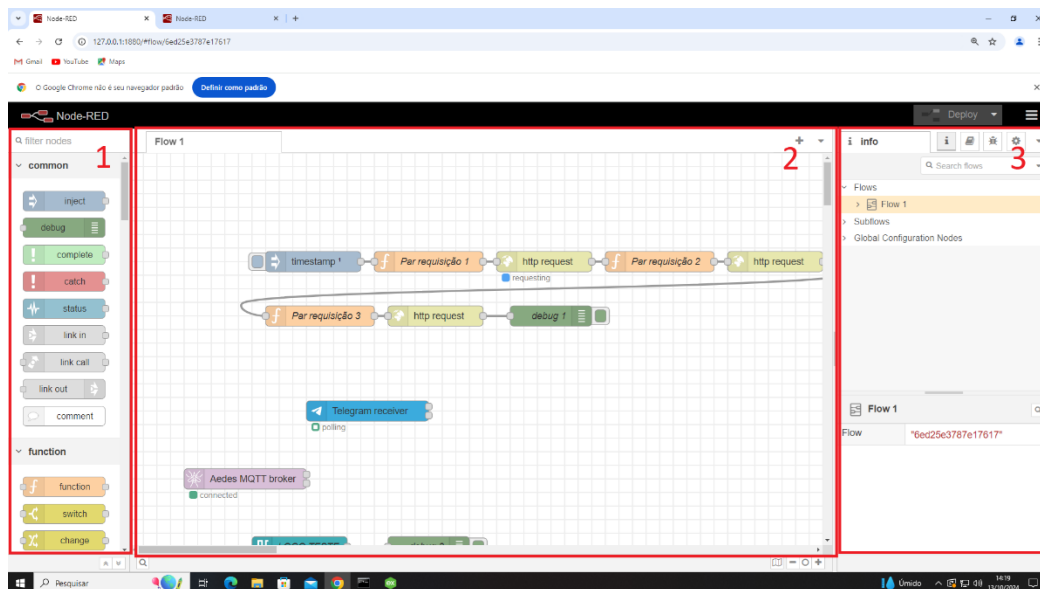 Node-RED
Node-RED
127.0.0.1:1880/#flow/6ed25e3787e17617
Gmail
YouTube
Maps
O Google Chrome não é seu navegador padrão
Definir como padrão
Node-RED
Deploy
filter nodes
1
common
inject
debug
complete
catch
status
link in
link call
link out
comment
function
function
switch
change
Flow 1
2
timestamp ¹
Par requisição 1
http request
requesting
Par requisição 2
http request
Par requisição 3
http request
debug 1
Telegram receiver
polling
Aedes MQTT broker
connected
info
3
Search flows
Flows
Flow 1
Subflows
Global Configuration Nodes
Flow 1
Flow
"6ed25e3787e17617"
Pesquisar
Úmido
14:19
13/10/2024